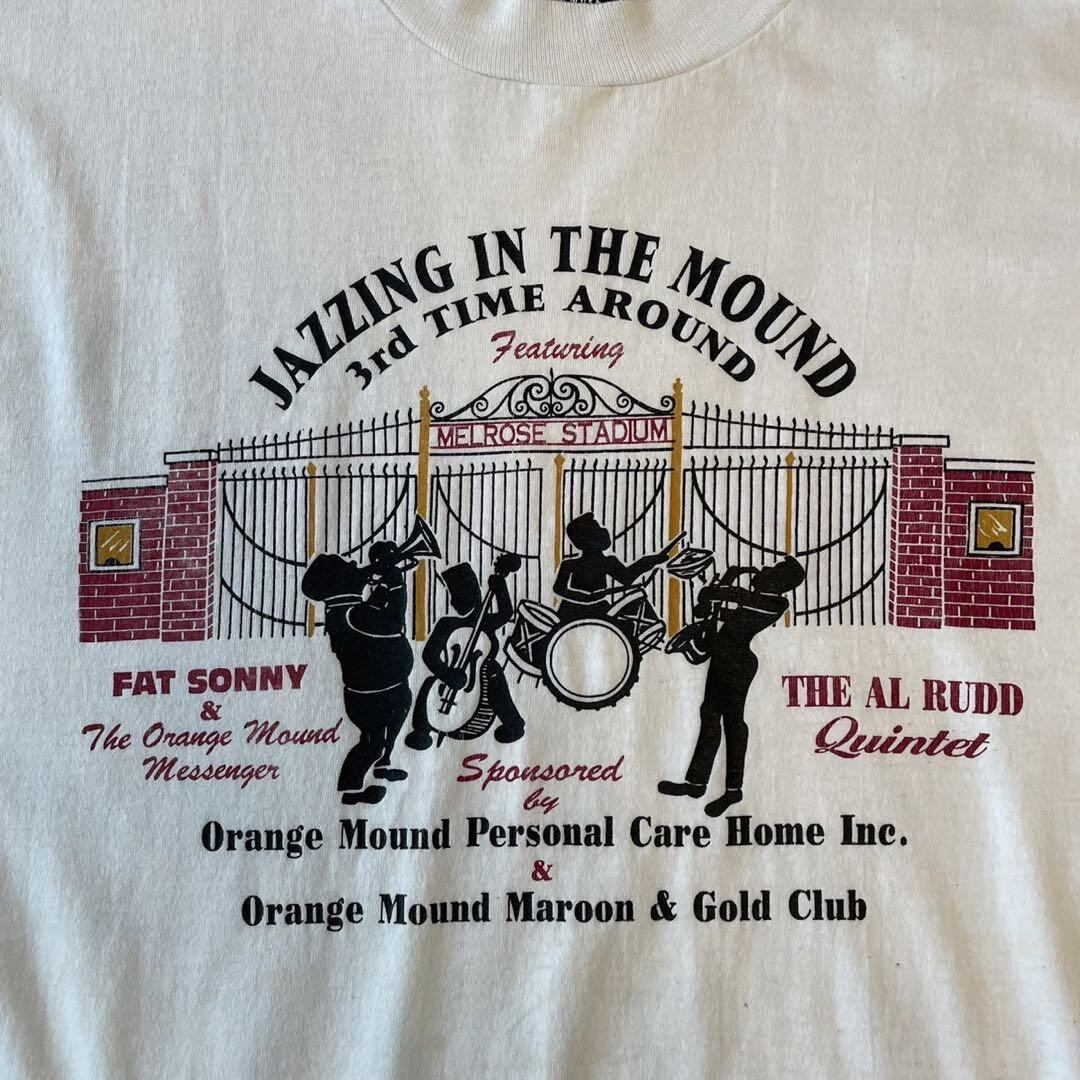 JAZZING IN THE MOUND
3rd TIME AROUND
Featuring
MELROSE STADIUM
FAT SONNY
&
The Orange Mound
Messenger
THE AL RUDD
Quintet
Sponsored
by
Orange Mound Personal Care Home Inc.
&
Orange Mound Maroon & Gold Club